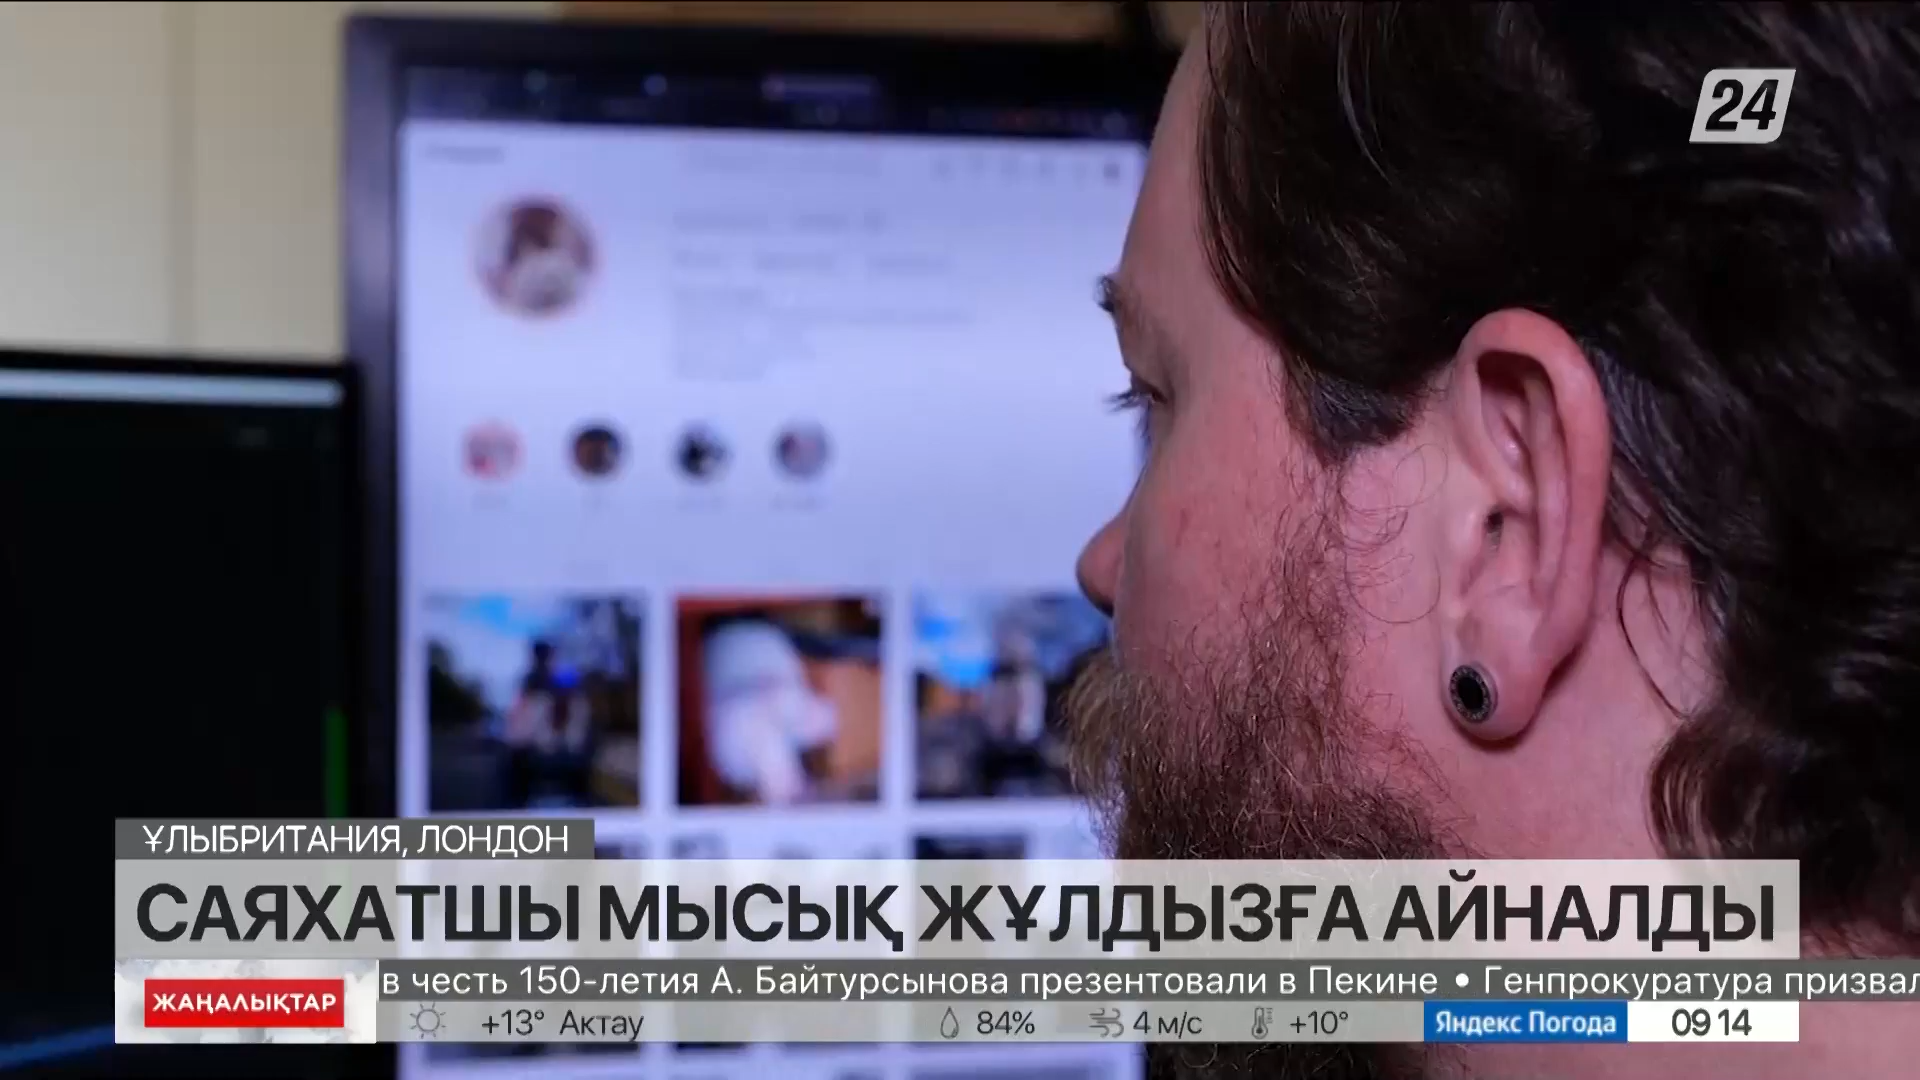 24
ҰЛЫБРИТАНИЯ, ЛОНДОН
САЯХАТШЫ МЫСЫҚ ЖҰЛДЫЗҒА АЙНАЛДЫ
ЖАҢАЛЫҚТАР
в честь 150-летия А. Байтурсынова презентовали в Пекине • Генпрокуратура призвал
+13° Актау 84% 4 м/с +10° Яндекс Погода 09 14